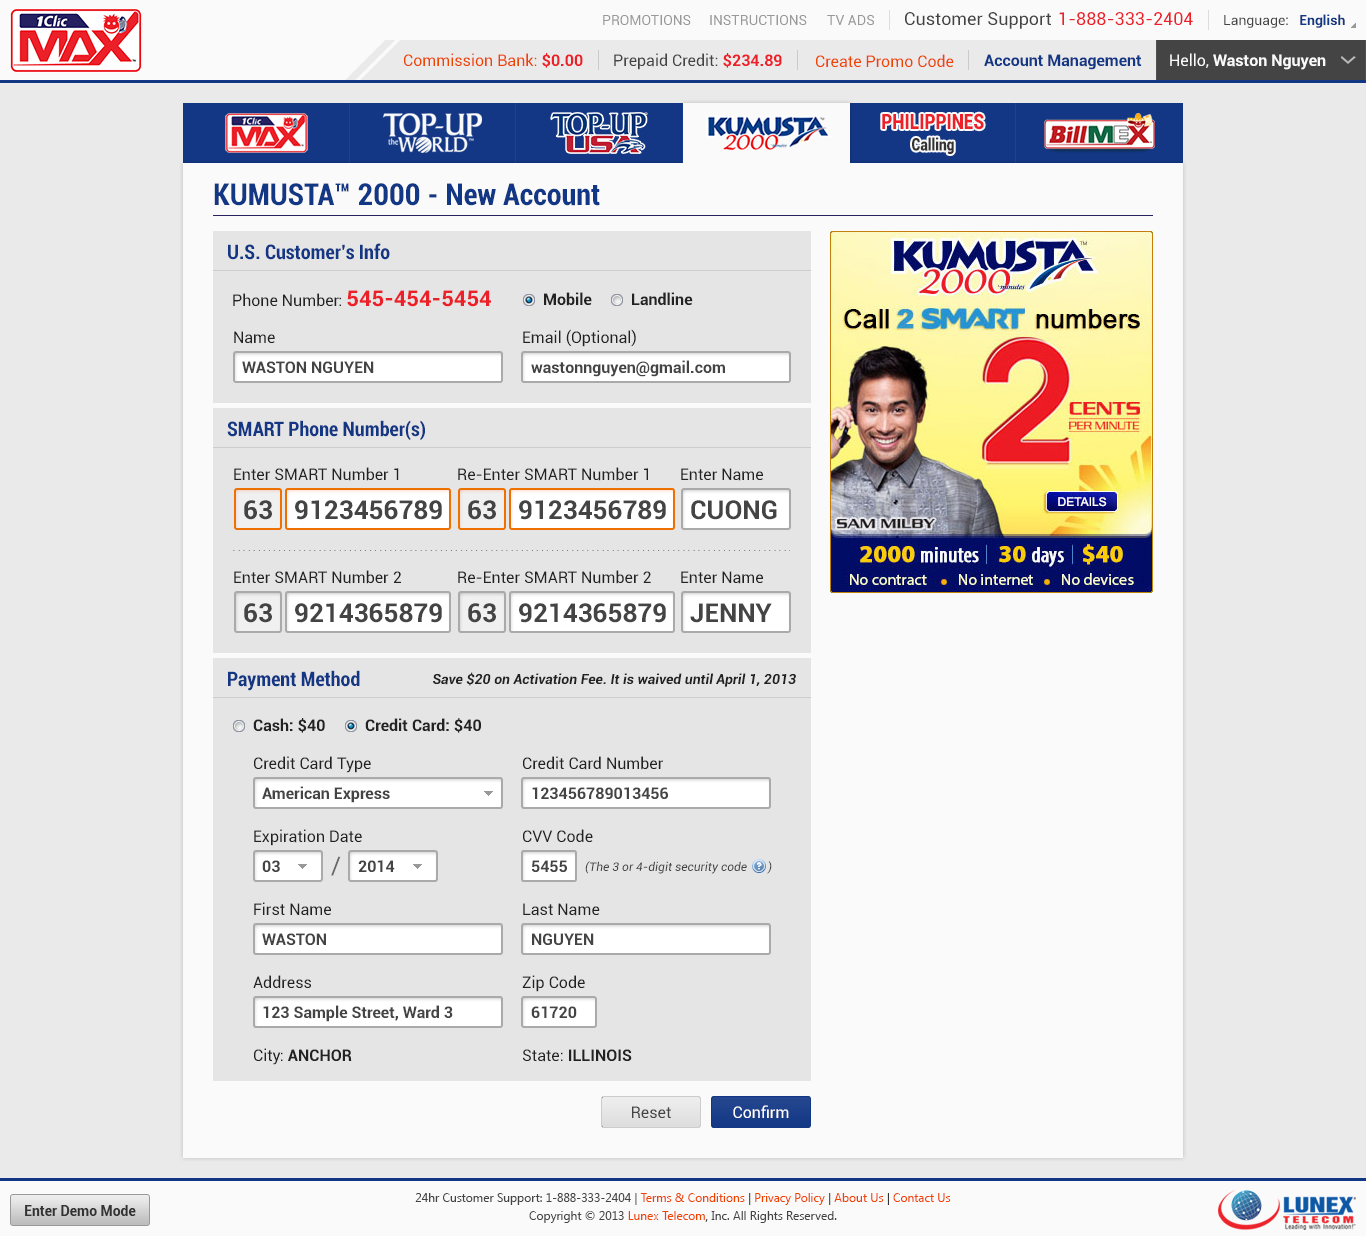 1Clic
MAX
PROMOTIONS INSTRUCTIONS TV ADS Customer Support 1-888-333-2404 Language: English
Commission Bank: $0.00 Prepaid Credit: $234.89 Create Promo Code Account Management Hello, Waston Nguyen
1Clic MAX TOP-UP the WORLD™ TOP-UP USA KUMUSTA 2000 PHILIPPINES Calling BillMEX
KUMUSTA™ 2000 - New Account
U.S. Customer's Info
Phone Number: 545-454-5454 Mobile Landline
Name Email (Optional)
WASTON NGUYEN wastonnguyen@gmail.com
SMART Phone Number(s)
Enter SMART Number 1 Re-Enter SMART Number 1 Enter Name
63 9123456789 63 9123456789 CUONG
Enter SMART Number 2 Re-Enter SMART Number 2 Enter Name
63 9214365879 63 9214365879 JENNY
Payment Method Save $20 on Activation Fee. It is waived until April 1, 2013
Cash: $40 Credit Card: $40
Credit Card Type Credit Card Number
American Express 123456789013456
Expiration Date CVV Code
03 / 2014 5455 (The 3 or 4-digit security code ?)
First Name Last Name
WASTON NGUYEN
Address Zip Code
123 Sample Street, Ward 3 61720
City: ANCHOR State: ILLINOIS
Reset Confirm
KUMUSTA™
2000 minutes
Call 2 SMART numbers
2 CENTS
PER MINUTE
DETAILS
SAM MILBY
2000 minutes | 30 days | $40
No contract • No internet • No devices
Enter Demo Mode
24hr Customer Support: 1-888-333-2404 | Terms & Conditions | Privacy Policy | About Us | Contact Us
Copyright © 2013 Lunex Telecom, Inc. All Rights Reserved.
LUNEX
TELECOM
Leading with Innovation!